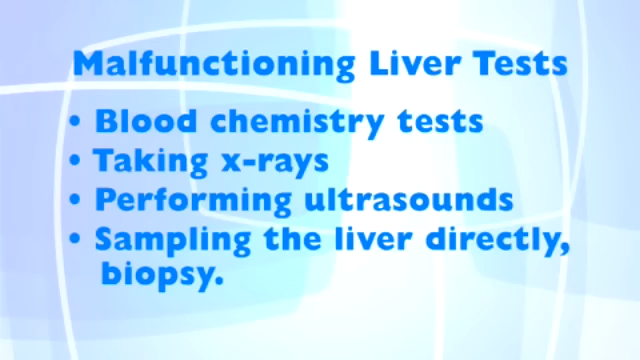 Malfunctioning Liver Tests
• Blood chemistry tests
• Taking x-rays
• Performing ultrasounds
• Sampling the liver directly,
biopsy.